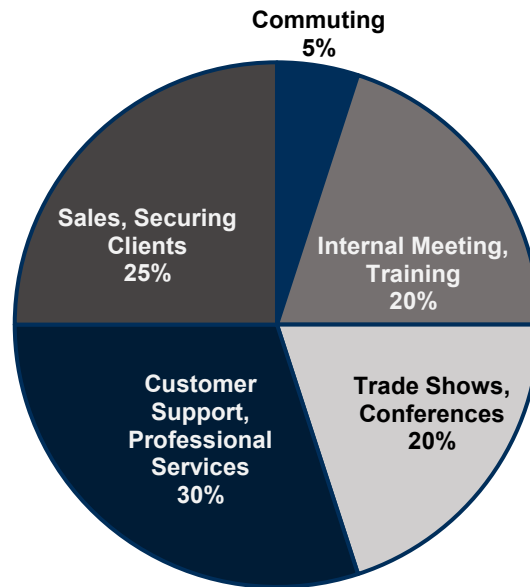 Commuting
5%
Sales, Securing
Clients
25%
Internal Meeting,
Training
20%
Customer
Support,
Professional
Services
30%
Trade Shows,
Conferences
20%